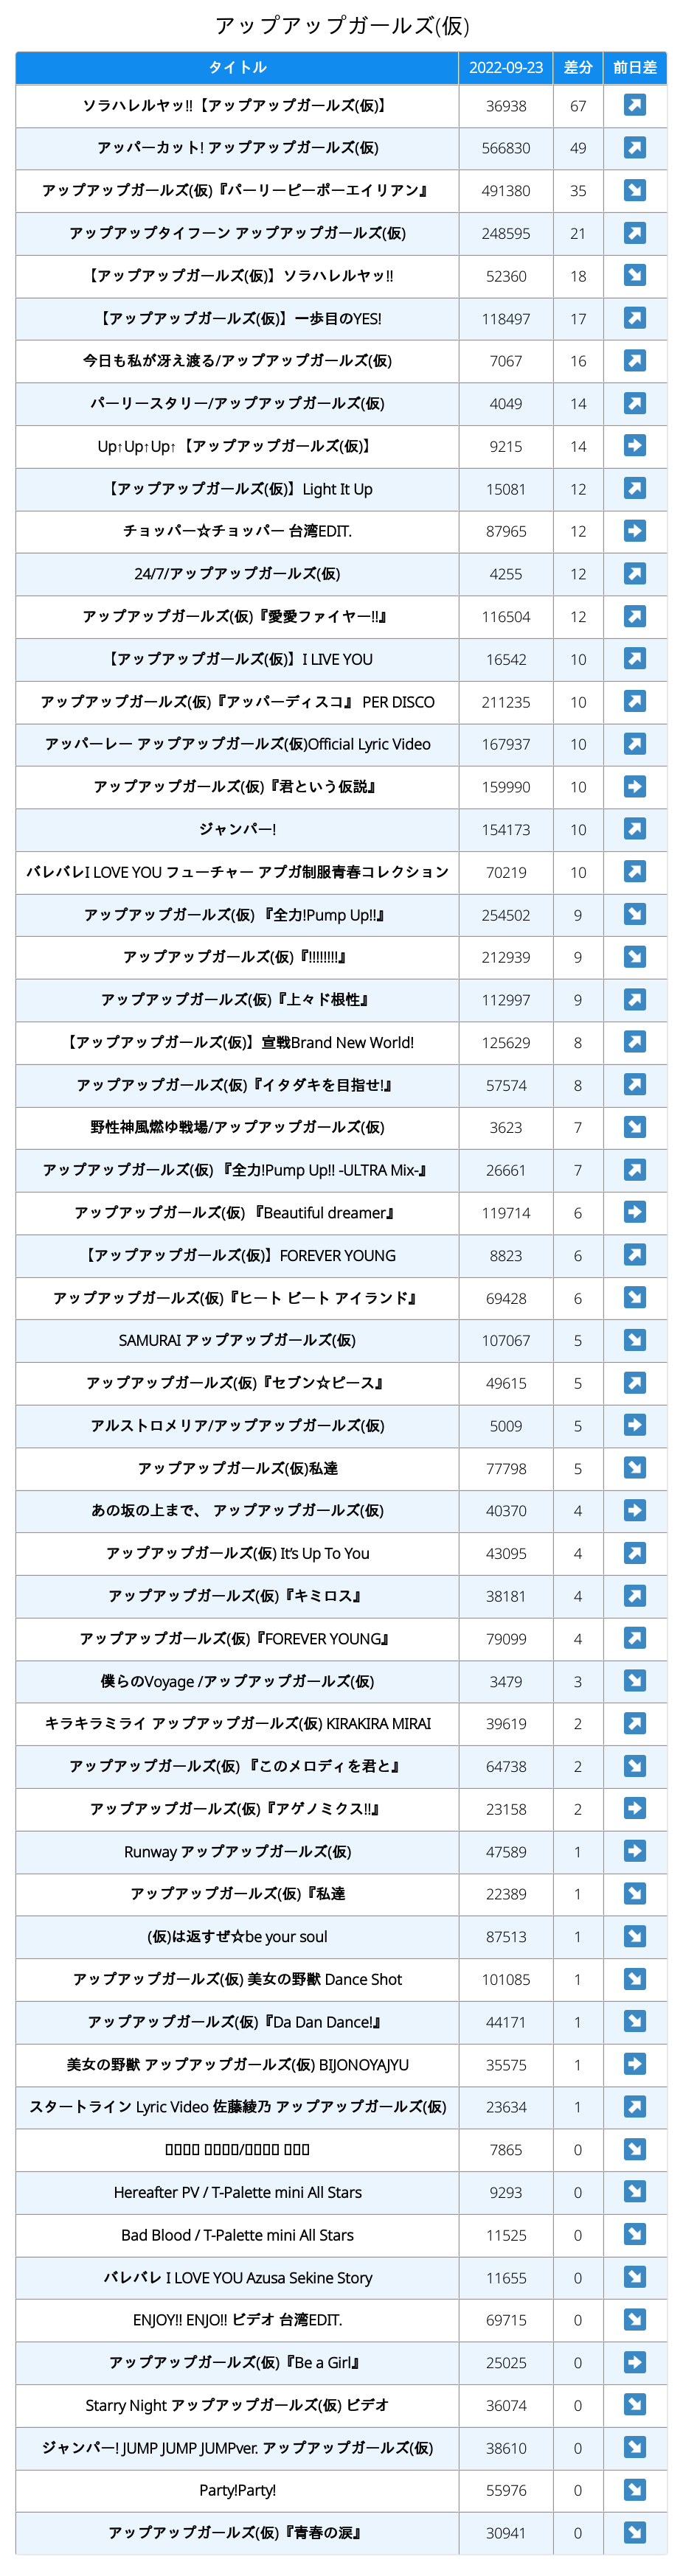 アップアップガールズ(仮)
タイトル 2022-09-23 差分 前日差
ソラハレルヤッ!!【アップアップガールズ(仮)】 36938 67 ↗
アッパーカット! アップアップガールズ(仮) 566830 49 ↗
アップアップガールズ(仮)『パーリーピーポーエイリアン』 491380 35 ↘
アップアップタイフーン アップアップガールズ(仮) 248595 21 ↗
【アップアップガールズ(仮)】ソラハレルヤッ!! 52360 18 ↘
【アップアップガールズ(仮)】一歩目のYES! 118497 17 ↗
今日も私が冴え渡る/アップアップガールズ(仮) 7067 16 ↗
パーリースタリー/アップアップガールズ(仮) 4049 14 ↗
Up↑Up↑Up↑【アップアップガールズ(仮)】 9215 14 ➡
【アップアップガールズ(仮)】Light It Up 15081 12 ↗
チョッパー☆チョッパー 台湾EDIT. 87965 12 ➡
24/7/アップアップガールズ(仮) 4255 12 ↗
アップアップガールズ(仮)『愛愛ファイヤー!!』 116504 12 ↗
【アップアップガールズ(仮)】I LIVE YOU 16542 10 ↗
アップアップガールズ(仮)『アッパーディスコ』 PER DISCO 211235 10 ↗
アッパーレー アップアップガールズ(仮)Official Lyric Video 167937 10 ↗
アップアップガールズ(仮)『君という仮説』 159990 10 ➡
ジャンパー! 154173 10 ↗
バレバレI LOVE YOU フューチャー アプガ制服青春コレクション 70219 10 ↗
アップアップガールズ(仮) 『全力!Pump Up!!』 254502 9 ↘
アップアップガールズ(仮)『!!!!!!!!』 212939 9 ↘
アップアップガールズ(仮)『上々ド根性』 112997 9 ↗
【アップアップガールズ(仮)】宣戦Brand New World! 125629 8 ↗
アップアップガールズ(仮)『イタダキを目指せ!』 57574 8 ↗
野性神風燃ゆ戦場/アップアップガールズ(仮) 3623 7 ↘
アップアップガールズ(仮) 『全力!Pump Up!! -ULTRA Mix-』 26661 7 ↗
アップアップガールズ(仮) 『Beautiful dreamer』 119714 6 ➡
【アップアップガールズ(仮)】FOREVER YOUNG 8823 6 ↗
アップアップガールズ(仮)『ヒート ビート アイランド』 69428 6 ↘
SAMURAI アップアップガールズ(仮) 107067 5 ↘
アップアップガールズ(仮)『セブン☆ピース』 49615 5 ↗
アルストロメリア/アップアップガールズ(仮) 5009 5 ➡
アップアップガールズ(仮)私達 77798 5 ↘
あの坂の上まで、 アップアップガールズ(仮) 40370 4 ➡
アップアップガールズ(仮) It's Up To You 43095 4 ↗
アップアップガールズ(仮)『キミロス』 38181 4 ↗
アップアップガールズ(仮)『FOREVER YOUNG』 79099 4 ↗
僕らのVoyage /アップアップガールズ(仮) 3479 3 ↘
キラキラミライ アップアップガールズ(仮) KIRAKIRA MIRAI 39619 2 ↗
アップアップガールズ(仮) 『このメロディを君と』 64738 2 ↘
アップアップガールズ(仮)『アゲノミクス!!』 23158 2 ➡
Runway アップアップガールズ(仮) 47589 1 ➡
アップアップガールズ(仮)『私達 22389 1 ↘
(仮)は返すぜ☆be your soul 87513 1 ↘
アップアップガールズ(仮) 美女の野獣 Dance Shot 101085 1 ↘
アップアップガールズ(仮)『Da Dan Dance!』 44171 1 ↘
美女の野獣 アップアップガールズ(仮) BIJONOYAJYU 35575 1 ➡
スタートライン Lyric Video 佐藤綾乃 アップアップガールズ(仮) 23634 1 ↗
▯▯▯▯ ▯▯▯▯/▯▯▯▯ ▯▯▯ 7865 0 ↘
Hereafter PV / T-Palette mini All Stars 9293 0 ↘
Bad Blood / T-Palette mini All Stars 11525 0 ↘
バレバレ I LOVE YOU Azusa Sekine Story 11655 0 ↘
ENJOY!! ENJO!! ビデオ 台湾EDIT. 69715 0 ↘
アップアップガールズ(仮)『Be a Girl』 25025 0 ➡
Starry Night アップアップガールズ(仮) ビデオ 36074 0 ↘
ジャンパー! JUMP JUMP JUMPver. アップアップガールズ(仮) 38610 0 ↘
Party!Party! 55976 0 ↘
アップアップガールズ(仮)『青春の涙』 30941 0 ↘